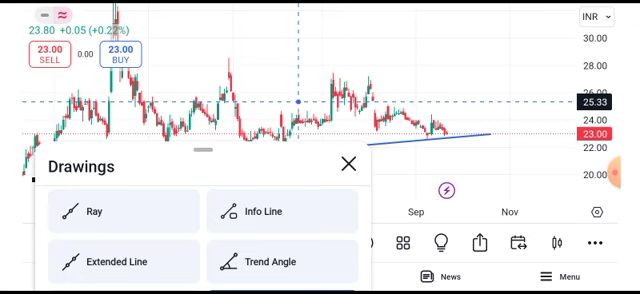 INR
23.80 +0.05 (+0.22%)
30.00
23.00
SELL
0.00
23.00
BUY
28.00
26.00
25.33
24.00
23.00
22.00
20.00
Drawings
Ray
Info Line
Extended Line
Trend Angle
Sep
Nov
News
Menu